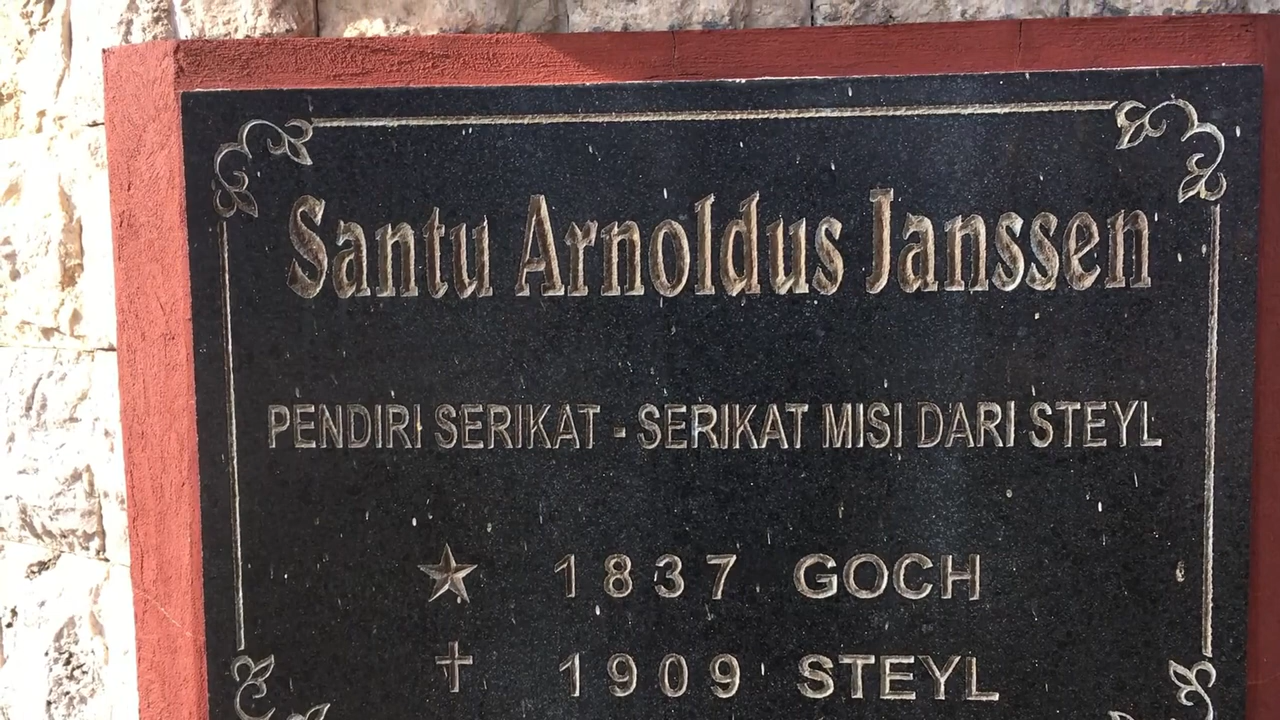 Santu Arnoldus Janssen
PENDIRI SERIKAT - SERIKAT MISI DARI STEYL
★ 1837 GOCH
✝ 1909 STEYL